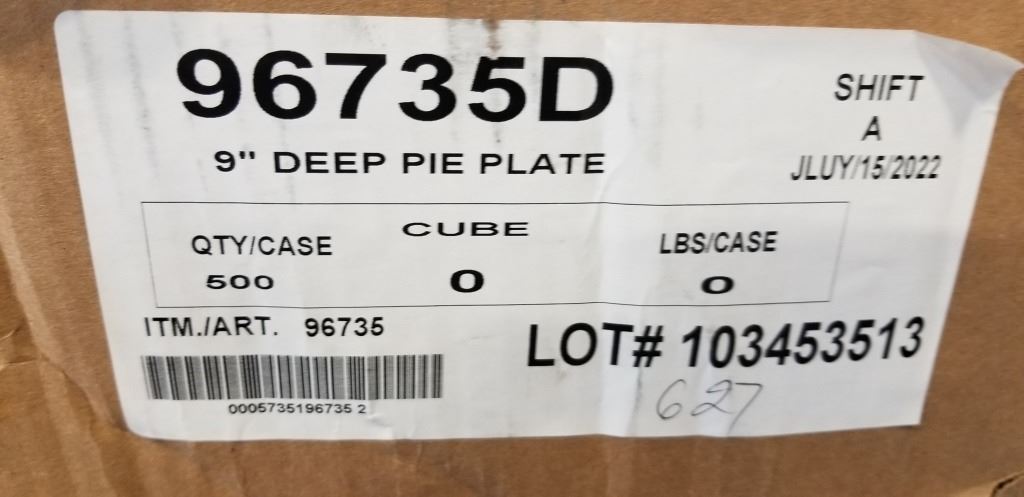 96735D
9" DEEP PIE PLATE
SHIFT
A
JLUY/15/2022
QTY/CASE
500
CUBE
0
LBS/CASE
0
ITM./ART. 96735
0005735196735 2
LOT# 103453513
627